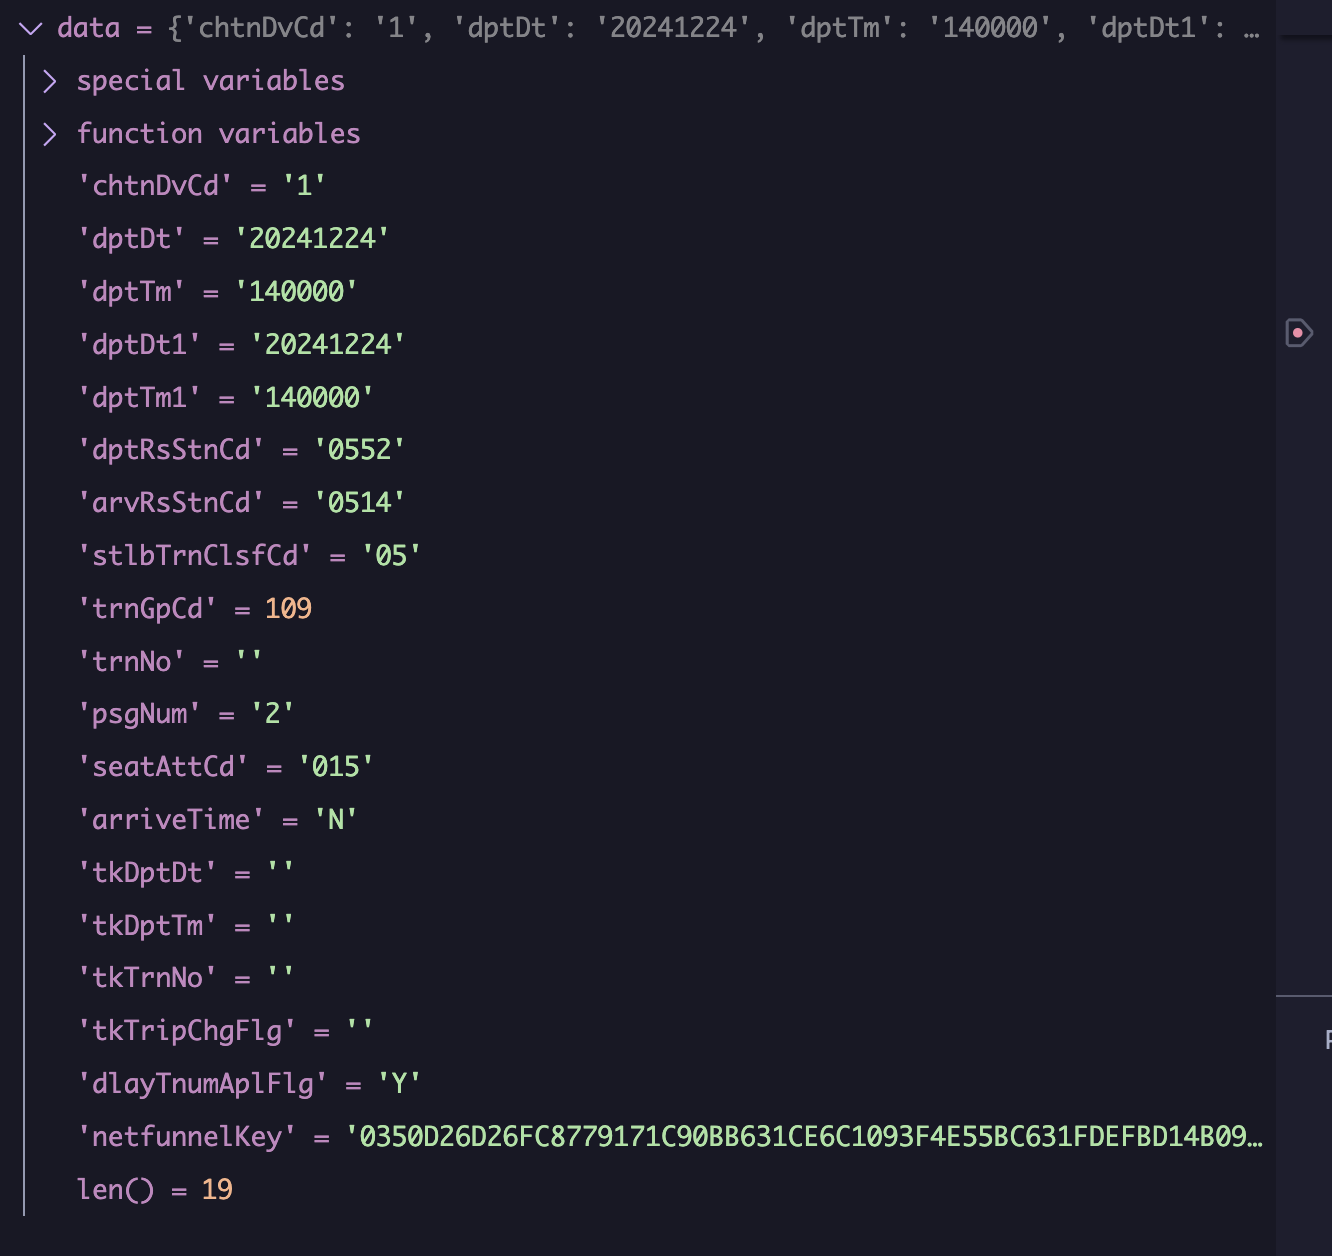 data = {'chtnDvCd': '1', 'dptDt': '20241224', 'dptTm': '140000', 'dptDt1': …
special variables
function variables
'chtnDvCd' = '1'
'dptDt' = '20241224'
'dptTm' = '140000'
'dptDt1' = '20241224'
'dptTm1' = '140000'
'dptRsStnCd' = '0552'
'arvRsStnCd' = '0514'
'stlbTrnClsfCd' = '05'
'trnGpCd' = 109
'trnNo' = ''
'psgNum' = '2'
'seatAttCd' = '015'
'arriveTime' = 'N'
'tkDptDt' = ''
'tkDptTm' = ''
'tkTrnNo' = ''
'tkTripChgFlg' = ''
'dlayTnumAplFlg' = 'Y'
'netfunnelKey' = '0350D26D26FC8779171C90BB631CE6C1093F4E55BC631FDEFBD14B09…
len() = 19